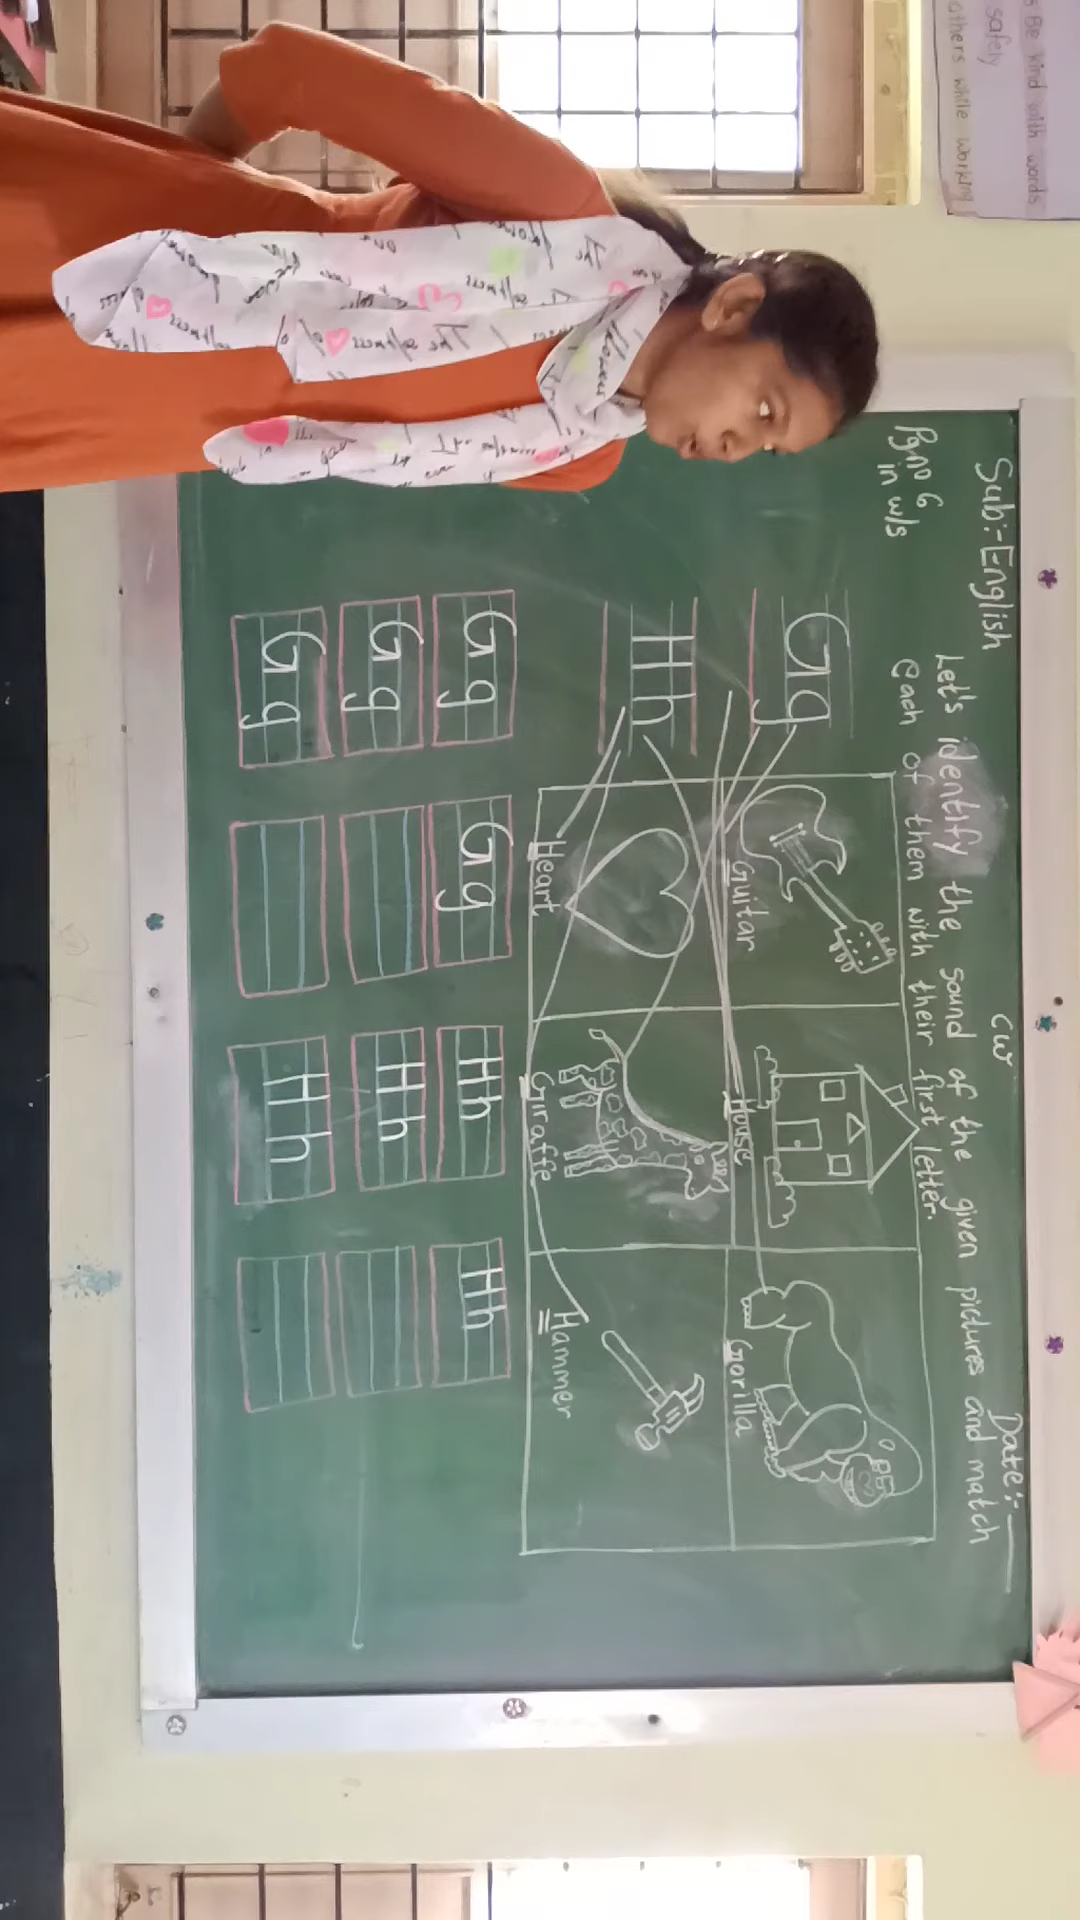 Be kind with words
safely
others while working
Sub:-English
CW
Date:-
Pgno 6
in w/s
Let's identify the sound of the given pictures and match
each of them with their first letter.
Gg
Hh
Guitar
House
Gorilla
Heart
Giraffe
Hammer
Gg Gg Hh Hh
Gg Hh
Gg Hh